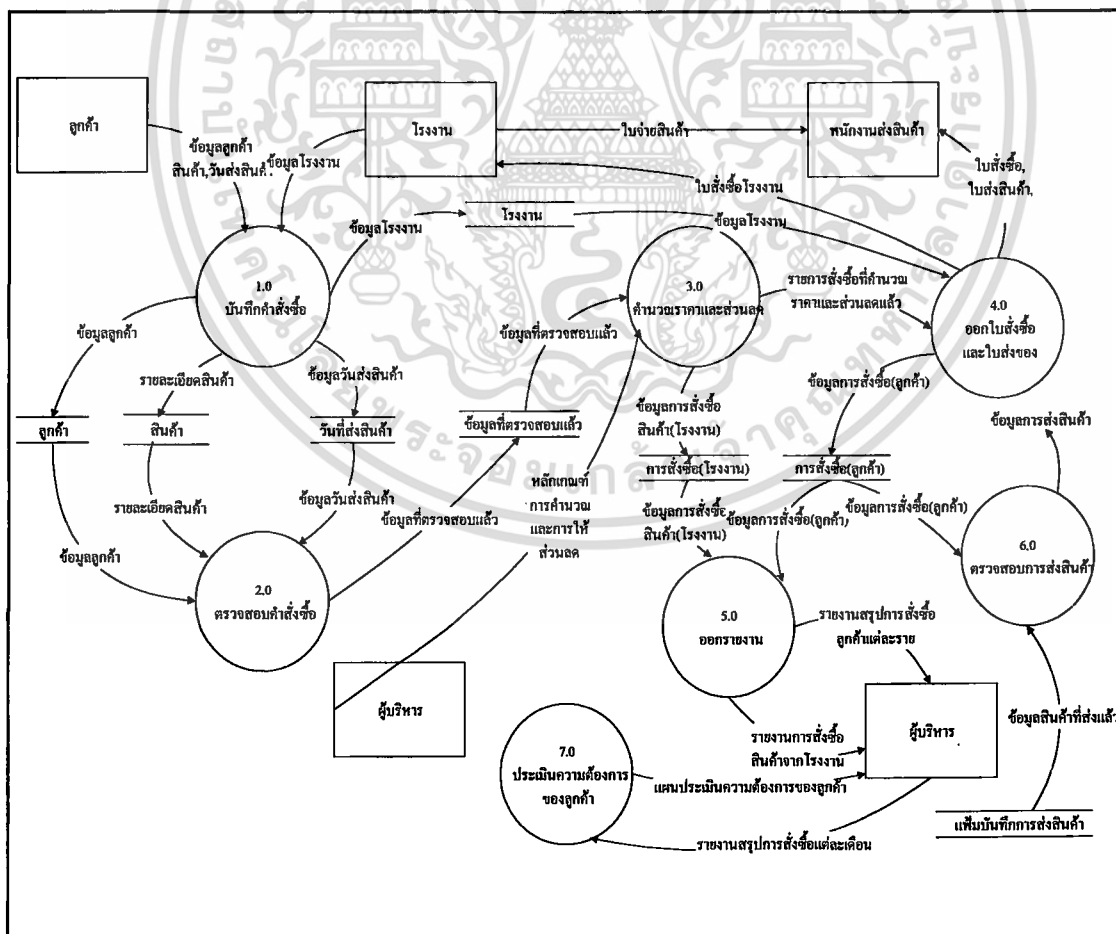 ลูกค้า
โรงงาน
ใบจ่ายสินค้า
พนักงานส่งสินค้า
ข้อมูลลูกค้า
สินค้า,วันส่งสินค้
ข้อมูลโรงงาน
ใบสั่งซื้อ,
ใบส่งสินค้า,
ใบสั่งซื้อโรงงาน
โรงงาน
ข้อมูลโรงงาน
ข้อมูลโรงงาน
1.0
บันทึกคำสั่งซื้อ
3.0
คำนวณราคาและส่วนลด
รายการสั่งซื้อที่คำนวณ
ราคาและส่วนลดแล้ว
4.0
ออกใบสั่งซื้อ
และใบส่งของ
ข้อมูลลูกค้า
ข้อมูลที่ตรวจสอบแล้ว
รายละเอียดสินค้า
ข้อมูลวันส่งสินค้า
ข้อมูลการสั่งซื้อ
สินค้า(โรงงาน)
ข้อมูลการสั่งซื้อ(ลูกค้า)
ลูกค้า
สินค้า
วันที่ส่งสินค้า
ข้อมูลที่ตรวจสอบแล้ว
ข้อมูลการส่งสินค้า
การสั่งซื้อ(โรงงาน)
การสั่งซื้อ(ลูกค้า)
หลักเกณฑ์
การคำนวณ
และการให้
ส่วนลด
รายละเอียดสินค้า
ข้อมูลวันส่งสินค้า
ข้อมูลที่ตรวจสอบแล้ว
ข้อมูลการสั่งซื้อ
สินค้า(โรงงาน)
ข้อมูลการสั่งซื้อ(ลูกค้า)
ข้อมูลการสั่งซื้อ(ลูกค้า)
ข้อมูลลูกค้า
2.0
ตรวจสอบคำสั่งซื้อ
6.0
ตรวจสอบการส่งสินค้า
5.0
ออกรายงาน
รายงานสรุปการสั่งซื้อ
ลูกค้าแต่ละราย
ผู้บริหาร
ผู้บริหาร
ข้อมูลสินค้าที่ส่งแล้ว
รายงานการสั่งซื้อ
สินค้าจากโรงงาน
7.0
ประเมินความต้องการ
ของลูกค้า
แผนประเมินความต้องการของลูกค้า
แฟ้มบันทึกการส่งสินค้า
รายงานสรุปการสั่งซื้อแต่ละเดือน